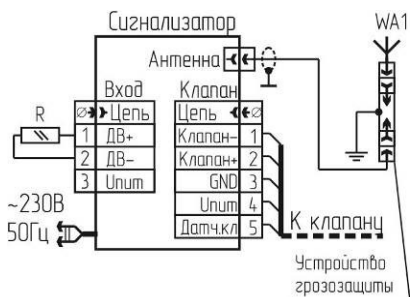 Сигнализатор
WA1
Антенна
Вход
Клапан
R
Цепь
Цепь
1 ДВ+
Клапан- 1
2 ДВ-
Клапан+ 2
3 Uпит
GND 3
~230В
Uпит 4
50Гц
Датч.кл 5
К клапану
Устройство
грозозащиты